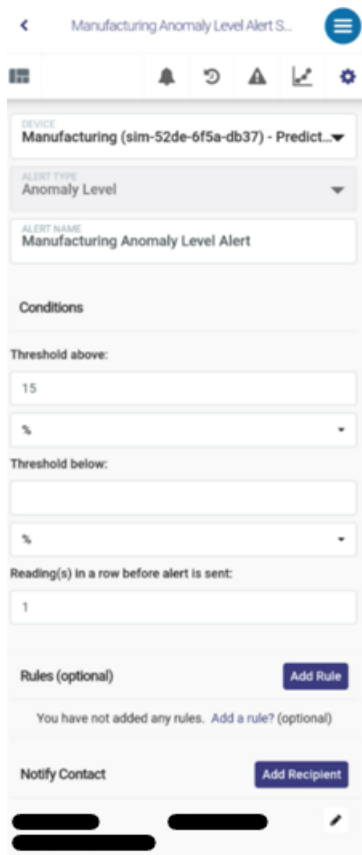 Manufacturing Anomaly Level Alert S...
DEVICE
Manufacturing (sim-52de-6f5a-db37) - Predict...
ALERT TYPE
Anomaly Level
ALERT NAME
Manufacturing Anomaly Level Alert
Conditions
Threshold above:
15
%
Threshold below:
%
Reading(s) in a row before alert is sent:
1
Rules (optional) Add Rule
You have not added any rules. Add a rule? (optional)
Notify Contact Add Recipient